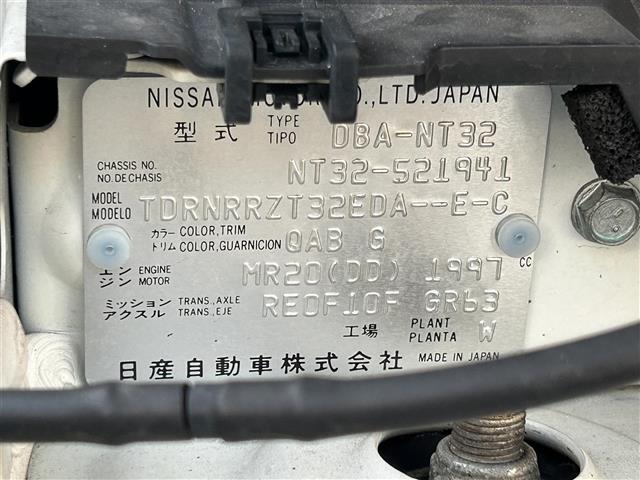 NISSAN MOTOR CO.,LTD. JAPAN
型式 TYPE TIPO DBA-NT32
CHASSIS NO. NO. DE CHASIS NT32-521941
MODEL MODELO TDRNRRZT32EDA--E-C
カラー COLOR, TRIM トリム COLOR, GUARNICION QAB G
エンジン ENGINE MOTOR MR20(DD) 1997 CC
ミッション アクスル TRANS., AXLE TRANS., EJE RE0F10F GR63
工場 PLANT PLANTA W
日産自動車株式会社 MADE IN JAPAN